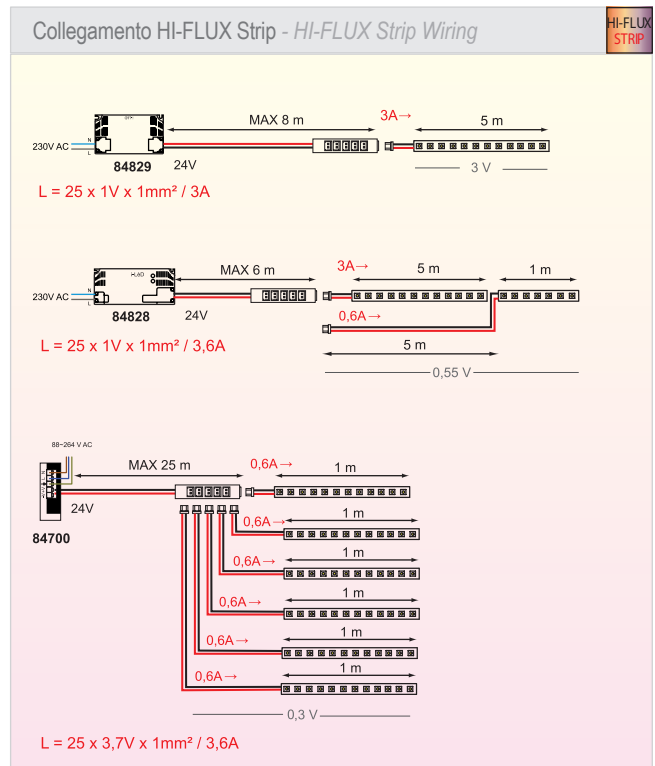 Collegamento HI-FLUX Strip - HI-FLUX Strip Wiring
HI-FLUX
STRIP
MAX 8 m
3A→
5 m
230V AC
N
L
84829
24V
3 V
L = 25 x 1V x 1mm² / 3A
MAX 6 m
3A→
5 m
1 m
230V AC
N
L
84828
24V
0,6A→
5 m
0,55 V
L = 25 x 1V x 1mm² / 3,6A
88~264 V AC
MAX 25 m
0,6A→
1 m
24V
84700
0,6A→
1 m
0,6A→
1 m
0,6A→
1 m
0,6A→
1 m
0,6A→
1 m
0,3 V
L = 25 x 3,7V x 1mm² / 3,6A